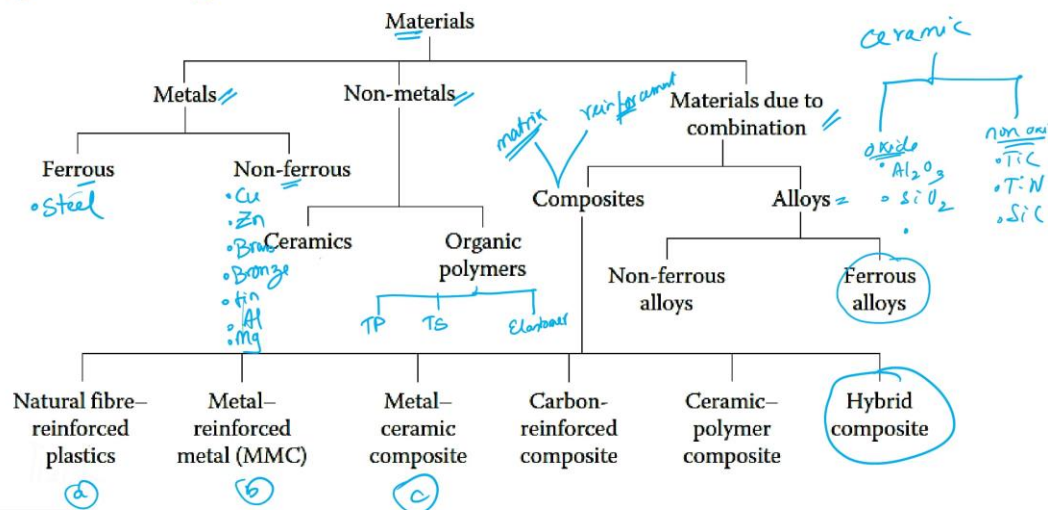 Materials
ceramic
Metals
Non-metals
matrix
reinforcement
Materials due to
combination
oxide
• Al2O3
• SiO2
•
non oxi
• TiC
• TiN
• SiC
Ferrous
• Steel
Non-ferrous
• Cu
• Zn
• Brass
• Bronze
• tin
• Al
• Mg
Composites
Alloys
Ceramics
Organic
polymers
TP
TS
Elastomer
Non-ferrous
alloys
Ferrous
alloys
Natural fibre–
reinforced
plastics
a
Metal–
reinforced
metal (MMC)
b
Metal–
ceramic
composite
c
Carbon-
reinforced
composite
Ceramic–
polymer
composite
Hybrid
composite